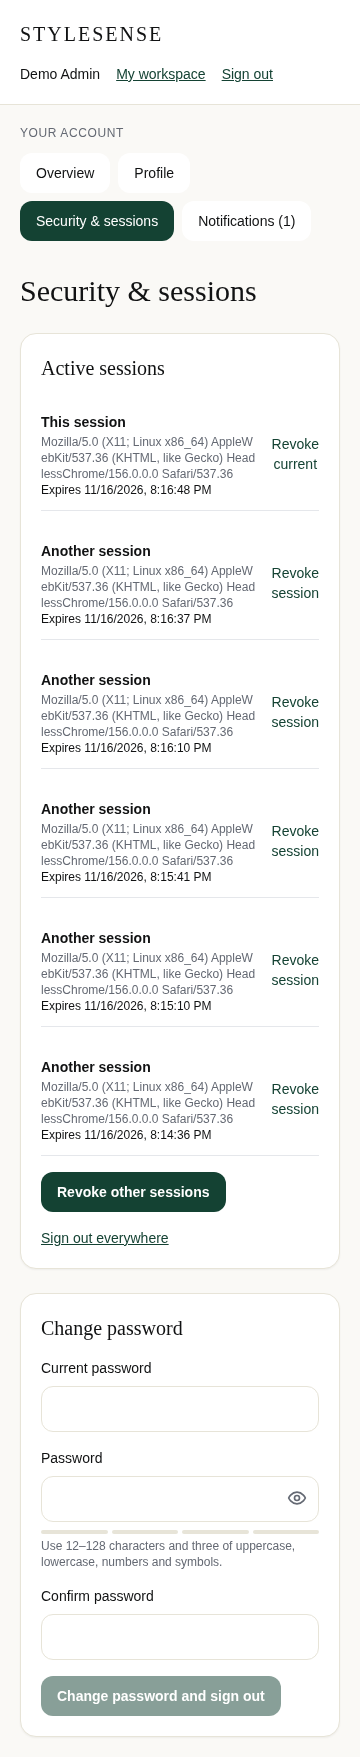 STYLESENSE
Demo Admin My workspace Sign out
YOUR ACCOUNT
Overview Profile
Security & sessions Notifications (1)
Security & sessions
Active sessions
This session
Mozilla/5.0 (X11; Linux x86_64) AppleW
ebKit/537.36 (KHTML, like Gecko) Head
lessChrome/156.0.0.0 Safari/537.36
Expires 11/16/2026, 8:16:48 PM
Revoke
current
Another session
Mozilla/5.0 (X11; Linux x86_64) AppleW
ebKit/537.36 (KHTML, like Gecko) Head
lessChrome/156.0.0.0 Safari/537.36
Expires 11/16/2026, 8:16:37 PM
Revoke
session
Another session
Mozilla/5.0 (X11; Linux x86_64) AppleW
ebKit/537.36 (KHTML, like Gecko) Head
lessChrome/156.0.0.0 Safari/537.36
Expires 11/16/2026, 8:16:10 PM
Revoke
session
Another session
Mozilla/5.0 (X11; Linux x86_64) AppleW
ebKit/537.36 (KHTML, like Gecko) Head
lessChrome/156.0.0.0 Safari/537.36
Expires 11/16/2026, 8:15:41 PM
Revoke
session
Another session
Mozilla/5.0 (X11; Linux x86_64) AppleW
ebKit/537.36 (KHTML, like Gecko) Head
lessChrome/156.0.0.0 Safari/537.36
Expires 11/16/2026, 8:15:10 PM
Revoke
session
Another session
Mozilla/5.0 (X11; Linux x86_64) AppleW
ebKit/537.36 (KHTML, like Gecko) Head
lessChrome/156.0.0.0 Safari/537.36
Expires 11/16/2026, 8:14:36 PM
Revoke
session
Revoke other sessions
Sign out everywhere
Change password
Current password
Password
Use 12–128 characters and three of uppercase,
lowercase, numbers and symbols.
Confirm password
Change password and sign out